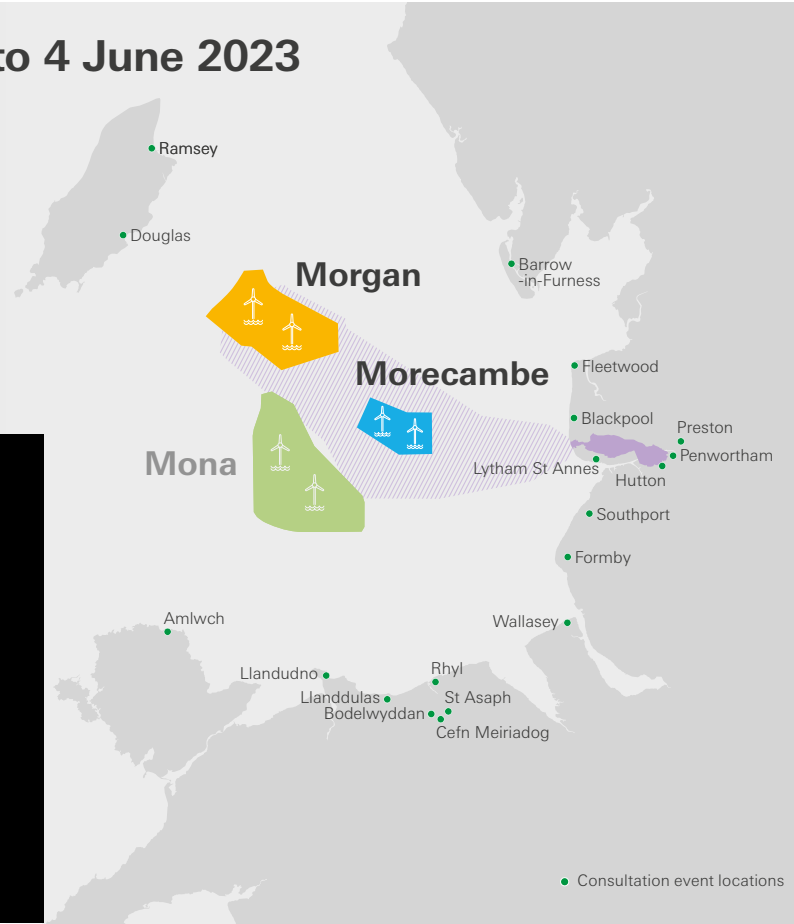 to 4 June 2023
Ramsey
Douglas
Barrow
-in-Furness
Morgan
Morecambe
Fleetwood
Blackpool
Preston
Penwortham
Mona
Lytham St Annes
Hutton
Southport
Formby
Amlwch
Wallasey
Llandudno
Rhyl
Llanddulas
St Asaph
Bodelwyddan
Cefn Meiriadog
Consultation event locations